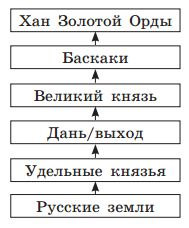 Хан Золотой Орды
Баскаки
Великий князь
Дань/выход
Удельные князья
Русские земли